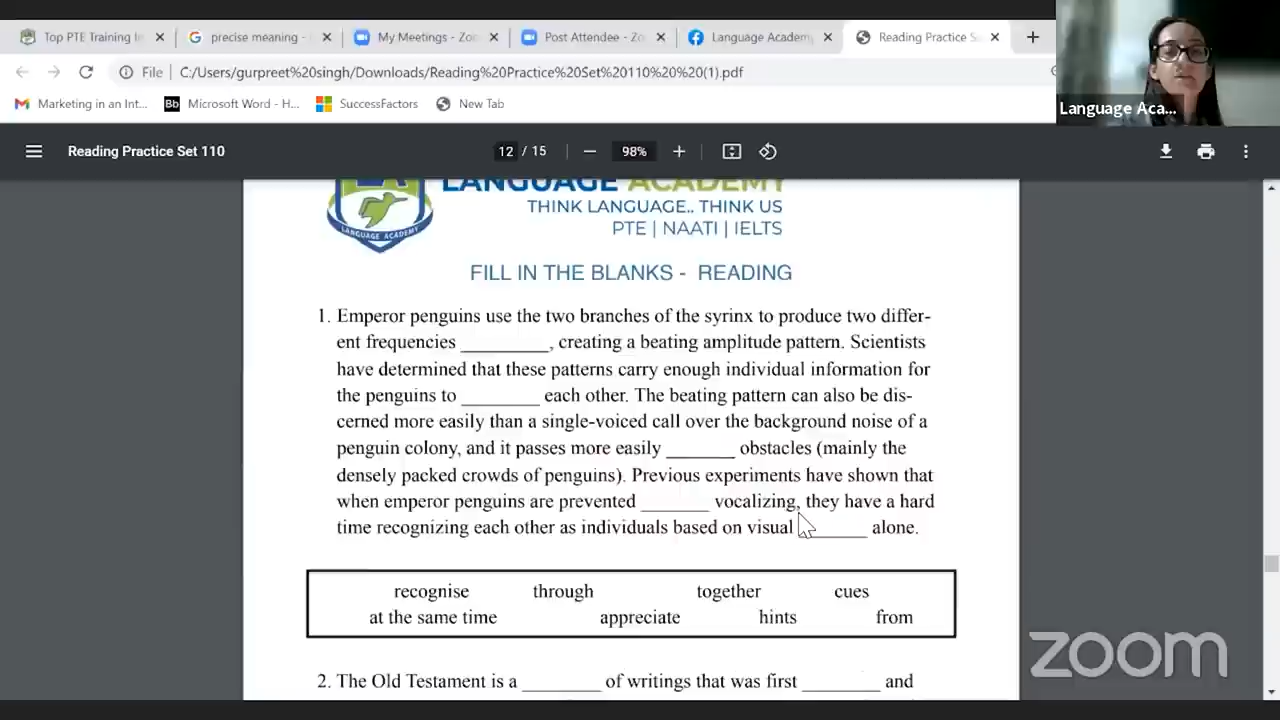 Top PTE Training I
precise meaning -
My Meetings - Zo
Post Attendee - Zo
Language Academ
Reading Practice S
File
C:/Users/gurpreet%20singh/Downloads/Reading%20Practice%20Set%20110%20%20(1).pdf
Marketing in an Int...
Bb Microsoft Word - H...
SuccessFactors
New Tab
Language Aca...
Reading Practice Set 110
12 / 15
98%
LANGUAGE ACADEMY
THINK LANGUAGE.. THINK US
PTE | NAATI | IELTS
LANGUAGE ACADEMY
FILL IN THE BLANKS - READING
1. Emperor penguins use the two branches of the syrinx to produce two differ-
ent frequencies _________, creating a beating amplitude pattern. Scientists
have determined that these patterns carry enough individual information for
the penguins to ________ each other. The beating pattern can also be dis-
cerned more easily than a single-voiced call over the background noise of a
penguin colony, and it passes more easily _______ obstacles (mainly the
densely packed crowds of penguins). Previous experiments have shown that
when emperor penguins are prevented _______ vocalizing, they have a hard
time recognizing each other as individuals based on visual _______ alone.
recognise through together cues
at the same time appreciate hints from
2. The Old Testament is a ________ of writings that was first ________ and
zoom